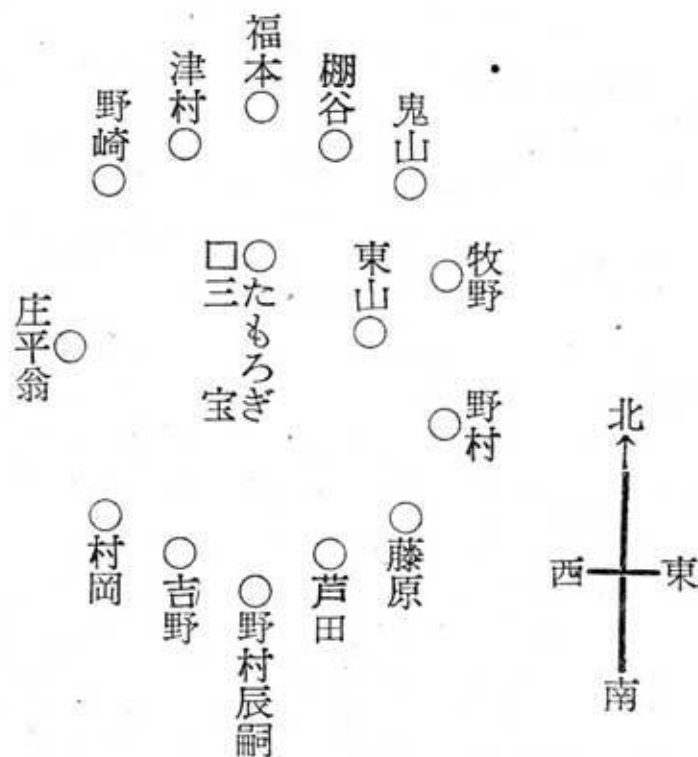 鬼山
棚谷
福本
津村
野崎
牧野
東山
たもろぎ
三宝
庄平翁
野村
藤原
芦田
野村辰嗣
吉野
村岡
北
東
西
南